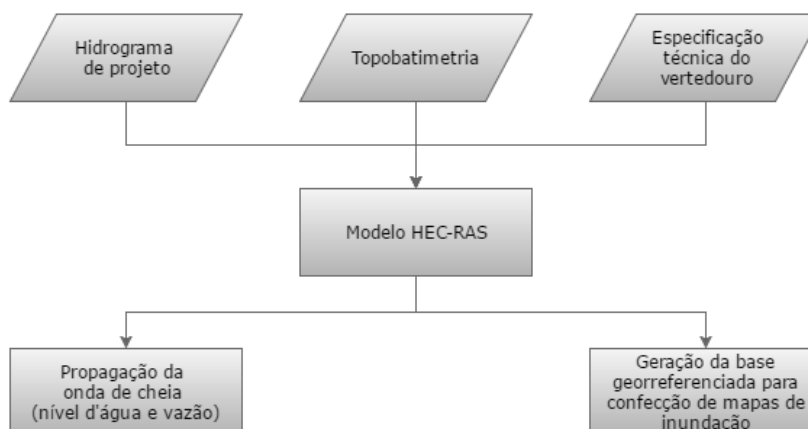 Hidrograma
de projeto
Topobatimetria
Especificação
técnica do
vertedouro
Modelo HEC-RAS
Propagação da
onda de cheia
(nível d'água e vazão)
Geração da base
georreferenciada para
confecção de mapas de
inundação